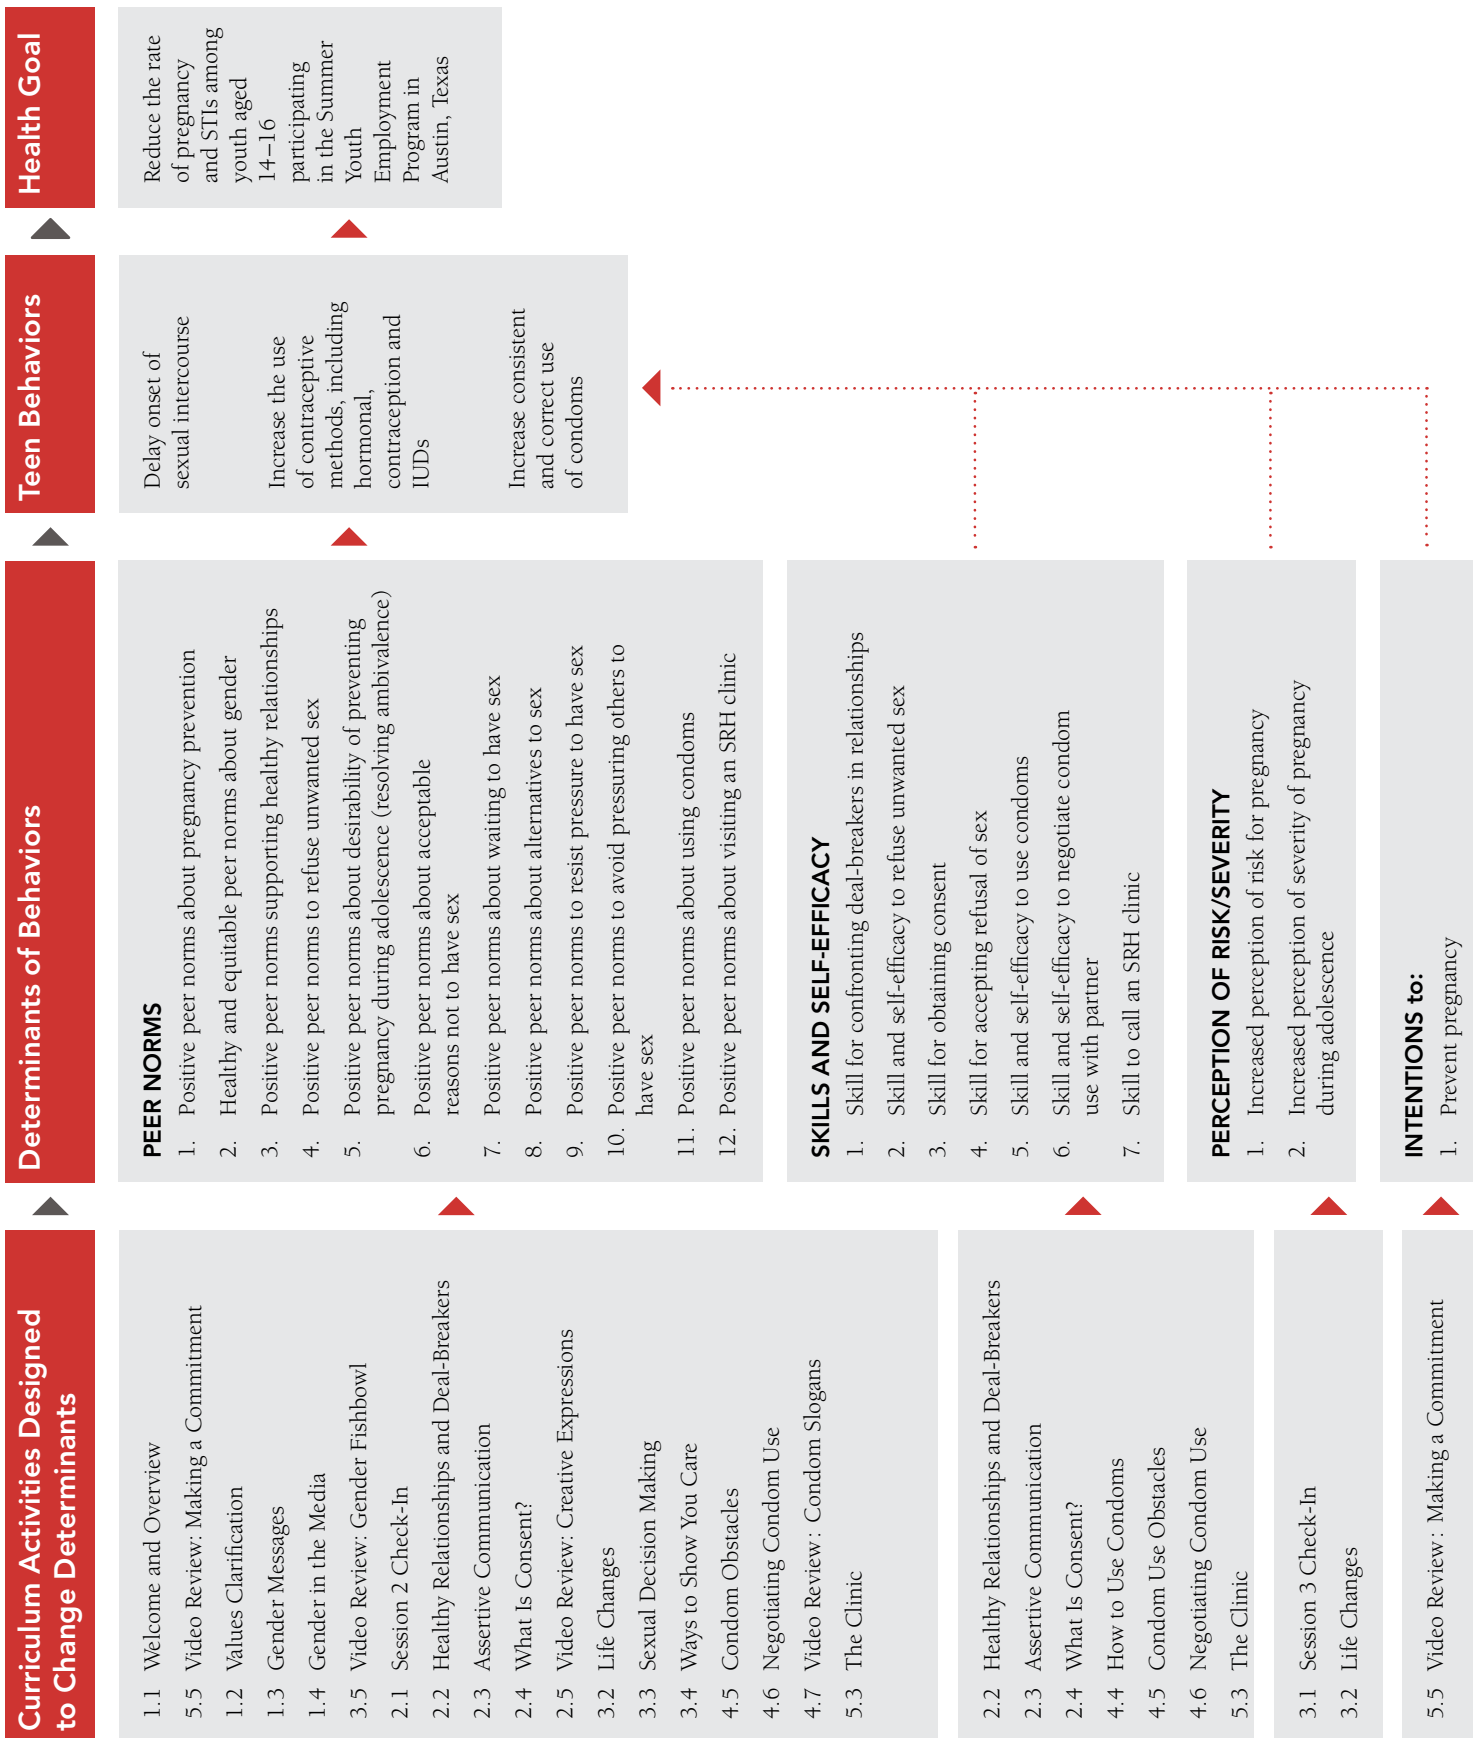 Curriculum Activities Designed
to Change Determinants
Determinants of Behaviors
Teen Behaviors
Health Goal
1.1 Welcome and Overview
5.5 Video Review: Making a Commitment
1.2 Values Clarification
1.3 Gender Messages
1.4 Gender in the Media
3.5 Video Review: Gender Fishbowl
2.1 Session 2 Check-In
2.2 Healthy Relationships and Deal-Breakers
2.3 Assertive Communication
2.4 What Is Consent?
2.5 Video Review: Creative Expressions
3.2 Life Changes
3.3 Sexual Decision Making
3.4 Ways to Show You Care
4.5 Condom Obstacles
4.6 Negotiating Condom Use
4.7 Video Review: Condom Slogans
5.3 The Clinic
PEER NORMS
1. Positive peer norms about pregnancy prevention
2. Healthy and equitable peer norms about gender
3. Positive peer norms supporting healthy relationships
4. Positive peer norms to refuse unwanted sex
5. Positive peer norms about desirability of preventing
pregnancy during adolescence (resolving ambivalence)
6. Positive peer norms about acceptable
reasons not to have sex
7. Positive peer norms about waiting to have sex
8. Positive peer norms about alternatives to sex
9. Positive peer norms to resist pressure to have sex
10. Positive peer norms to avoid pressuring others to
have sex
11. Positive peer norms about using condoms
12. Positive peer norms about visiting an SRH clinic
Delay onset of
sexual intercourse
Increase the use
of contraceptive
methods, including
hormonal,
contraception and
IUDs
Increase consistent
and correct use
of condoms
Reduce the rate
of pregnancy
and STIs among
youth aged
14–16
participating
in the Summer
Youth
Employment
Program in
Austin, Texas
2.2 Healthy Relationships and Deal-Breakers
2.3 Assertive Communication
2.4 What Is Consent?
4.4 How to Use Condoms
4.5 Condom Use Obstacles
4.6 Negotiating Condom Use
5.3 The Clinic
SKILLS AND SELF-EFFICACY
1. Skill for confronting deal-breakers in relationships
2. Skill and self-efficacy to refuse unwanted sex
3. Skill for obtaining consent
4. Skill for accepting refusal of sex
5. Skill and self-efficacy to use condoms
6. Skill and self-efficacy to negotiate condom
use with partner
7. Skill to call an SRH clinic
3.1 Session 3 Check-In
3.2 Life Changes
PERCEPTION OF RISK/SEVERITY
1. Increased perception of risk for pregnancy
2. Increased perception of severity of pregnancy
during adolescence
5.5 Video Review: Making a Commitment
INTENTIONS to:
1. Prevent pregnancy